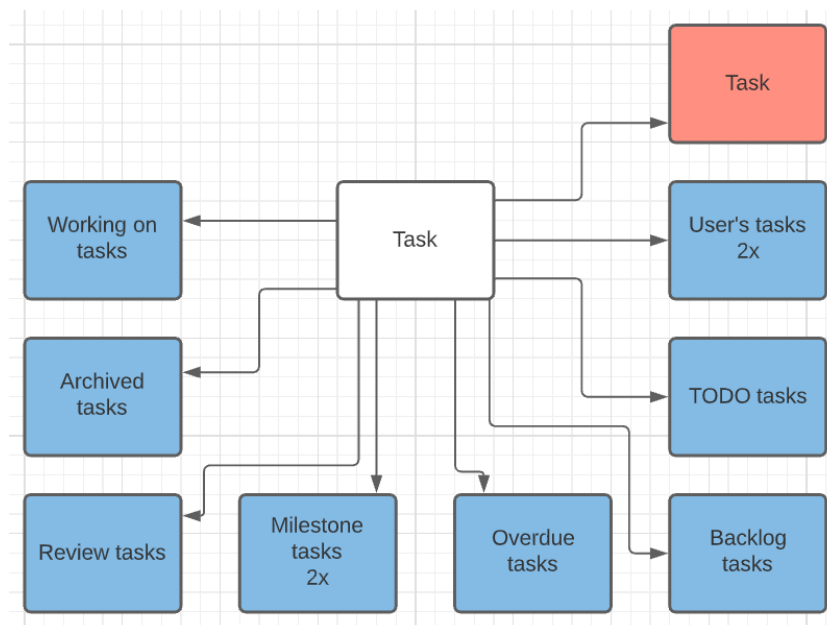 Task
Working on
tasks
Task
User's tasks
2x
Archived
tasks
TODO tasks
Review tasks
Milestone
tasks
2x
Overdue
tasks
Backlog
tasks